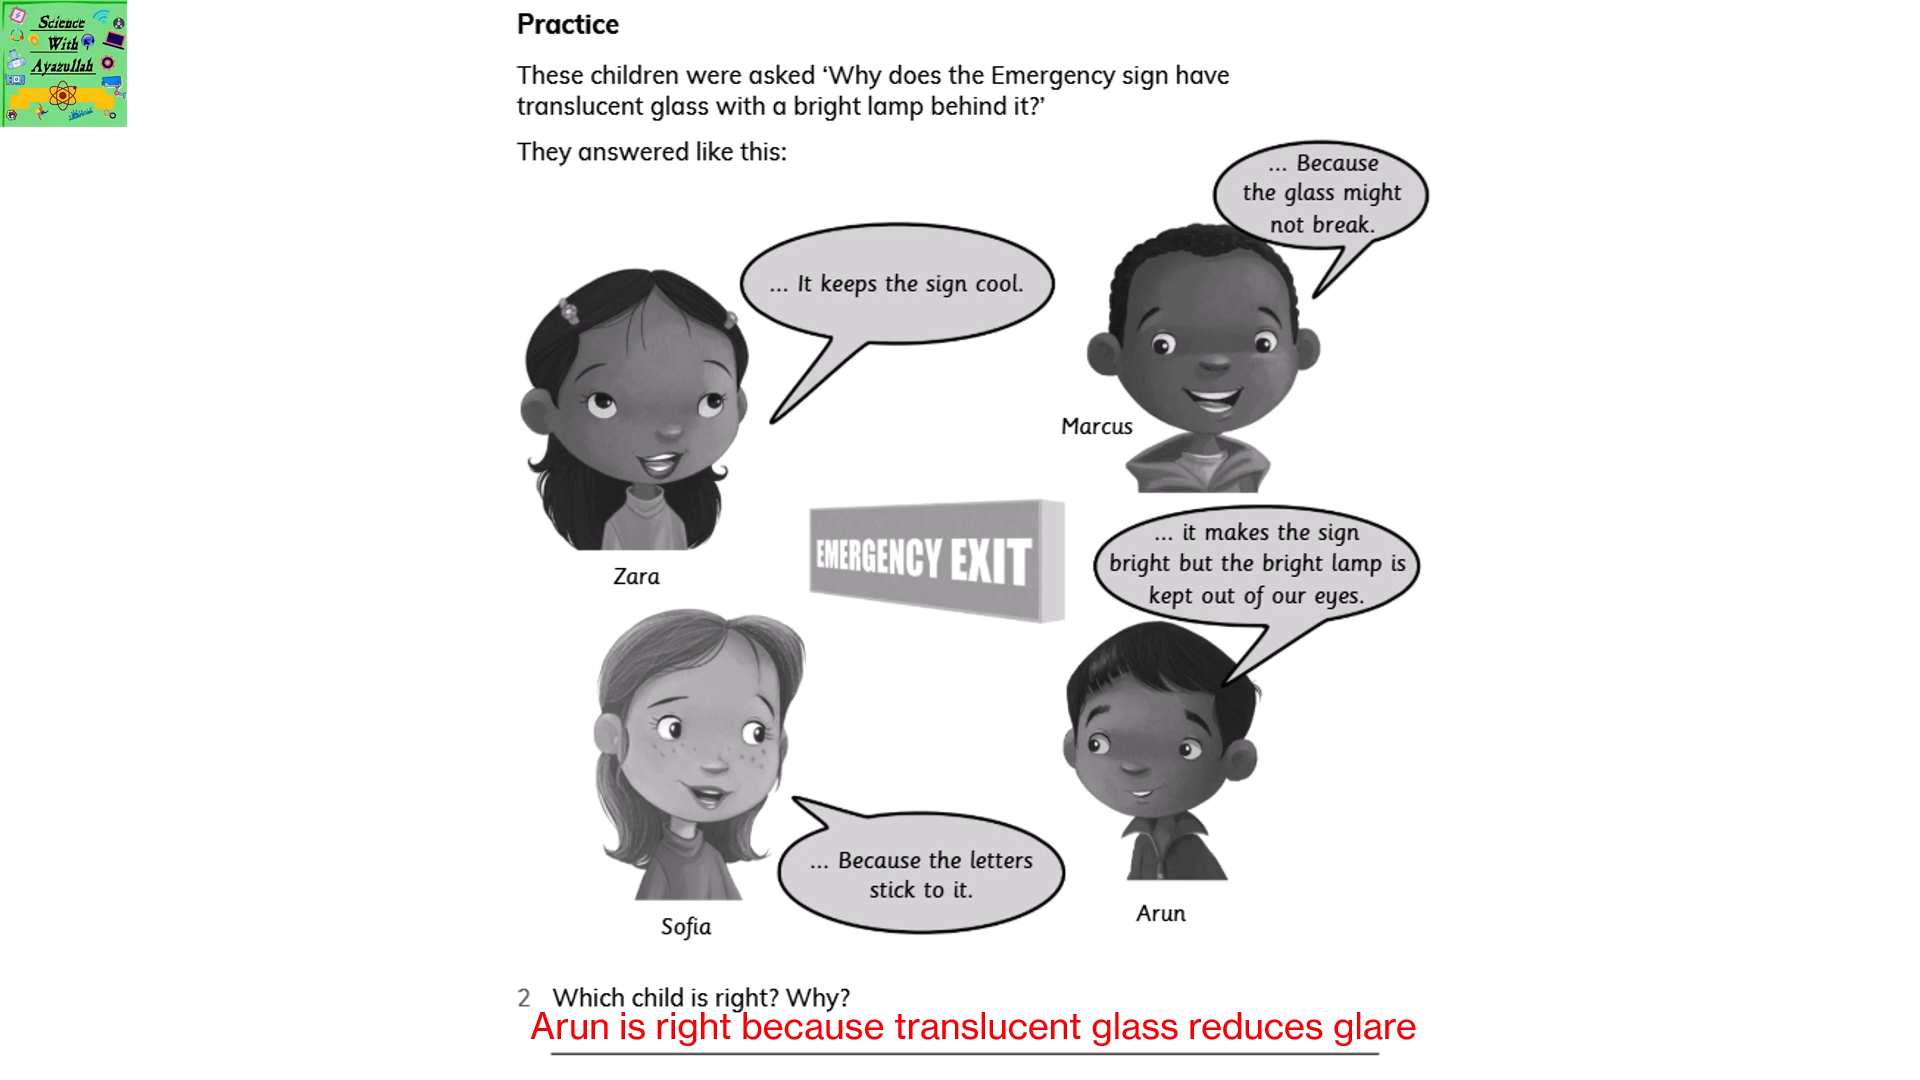 Science
With
Ayazullah
Practice
These children were asked ‘Why does the Emergency sign have
translucent glass with a bright lamp behind it?’
They answered like this:
... Because
the glass might
not break.
... It keeps the sign cool.
Marcus
EMERGENCY EXIT
... it makes the sign
bright but the bright lamp is
kept out of our eyes.
Zara
... Because the letters
stick to it.
Arun
Sofia
2 Which child is right? Why?
Arun is right because translucent glass reduces glare